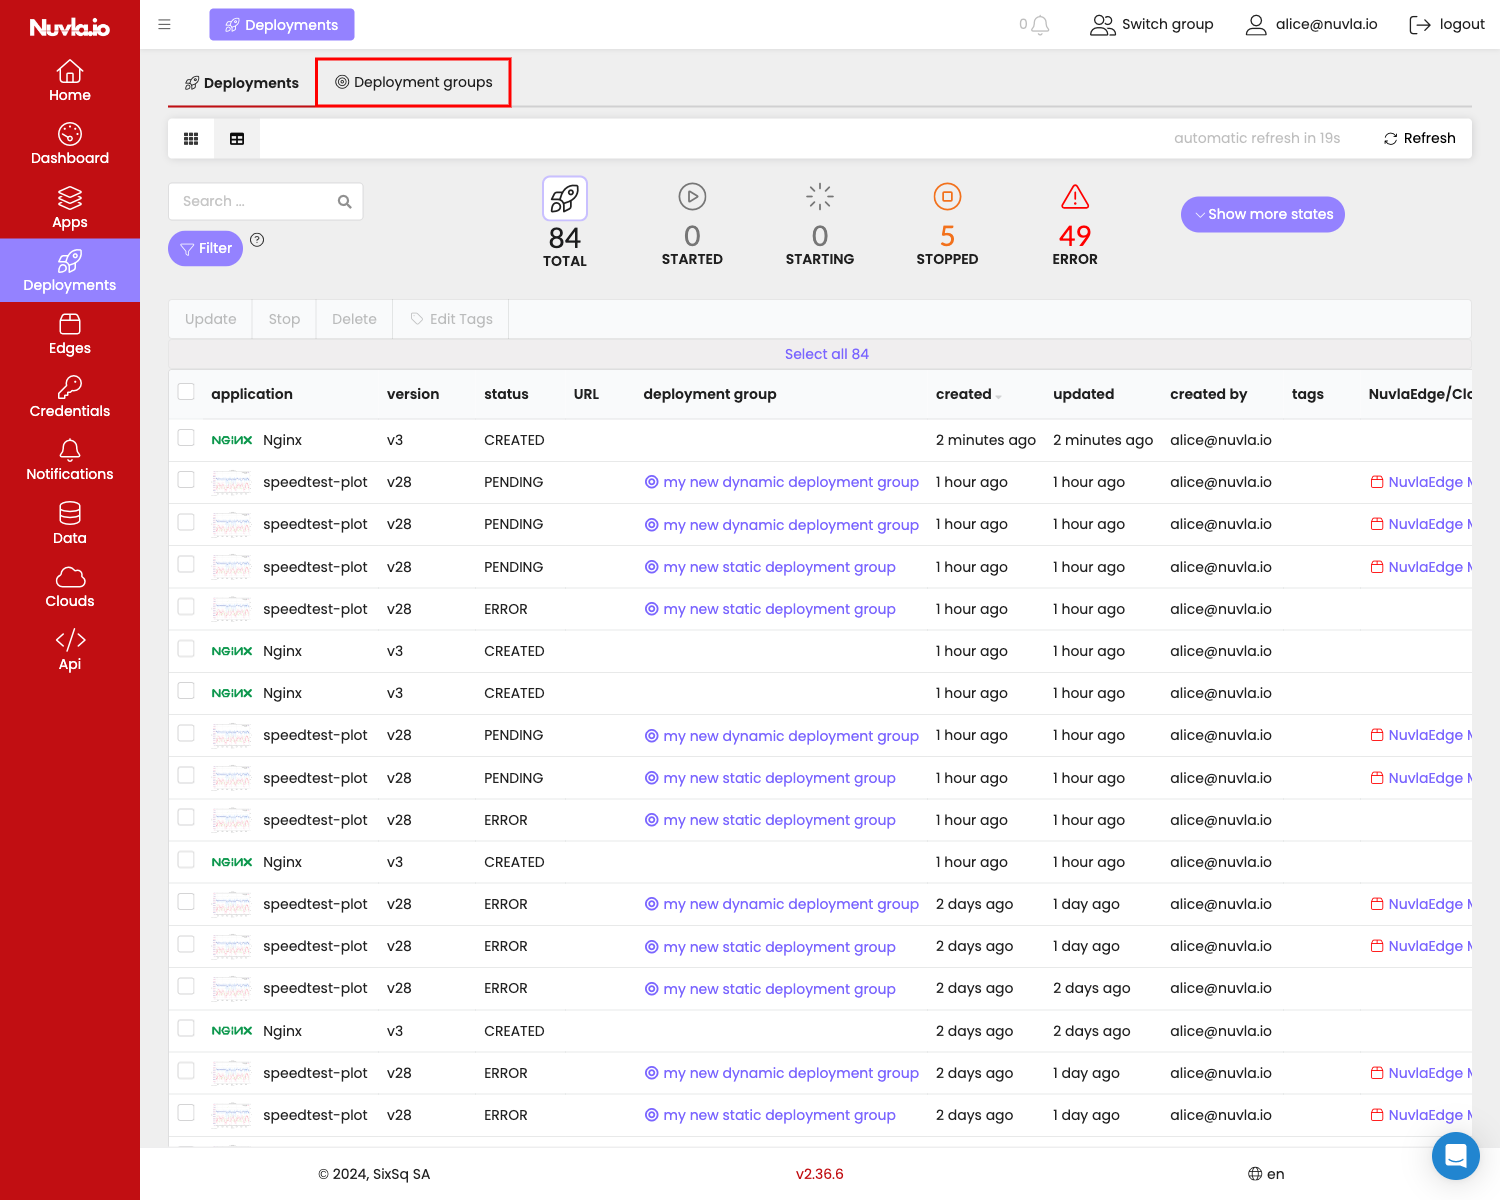 Nuvla.io
Deployments
0
Switch group
alice@nuvla.io
logout
Home
Dashboard
Apps
Deployments
Edges
Credentials
Notifications
Data
Clouds
Api
Deployments
Deployment groups
automatic refresh in 19s
Refresh
Search ...
Filter
84
TOTAL
0
STARTED
0
STARTING
5
STOPPED
49
ERROR
Show more states
Update Stop Delete Edit Tags
Select all 84
application version status URL deployment group created updated created by tags NuvlaEdge/Clo
NGINX Nginx v3 CREATED 2 minutes ago 2 minutes ago alice@nuvla.io
speedtest-plot v28 PENDING my new dynamic deployment group 1 hour ago 1 hour ago alice@nuvla.io NuvlaEdge M
speedtest-plot v28 PENDING my new dynamic deployment group 1 hour ago 1 hour ago alice@nuvla.io NuvlaEdge M
speedtest-plot v28 PENDING my new static deployment group 1 hour ago 1 hour ago alice@nuvla.io NuvlaEdge M
speedtest-plot v28 ERROR my new static deployment group 1 hour ago 1 hour ago alice@nuvla.io
NGINX Nginx v3 CREATED 1 hour ago 1 hour ago alice@nuvla.io
NGINX Nginx v3 CREATED 1 hour ago 1 hour ago alice@nuvla.io
speedtest-plot v28 PENDING my new dynamic deployment group 1 hour ago 1 hour ago alice@nuvla.io NuvlaEdge M
speedtest-plot v28 PENDING my new static deployment group 1 hour ago 1 hour ago alice@nuvla.io NuvlaEdge M
speedtest-plot v28 ERROR my new static deployment group 1 hour ago 1 hour ago alice@nuvla.io
NGINX Nginx v3 CREATED 1 hour ago 1 hour ago alice@nuvla.io
speedtest-plot v28 ERROR my new dynamic deployment group 2 days ago 1 day ago alice@nuvla.io NuvlaEdge M
speedtest-plot v28 ERROR my new static deployment group 2 days ago 1 day ago alice@nuvla.io NuvlaEdge M
speedtest-plot v28 ERROR my new static deployment group 2 days ago 2 days ago alice@nuvla.io
NGINX Nginx v3 CREATED 2 days ago 2 days ago alice@nuvla.io
speedtest-plot v28 ERROR my new dynamic deployment group 2 days ago 1 day ago alice@nuvla.io NuvlaEdge M
speedtest-plot v28 ERROR my new static deployment group 2 days ago 1 day ago alice@nuvla.io NuvlaEdge M
© 2024, SixSq SA
v2.36.6
en